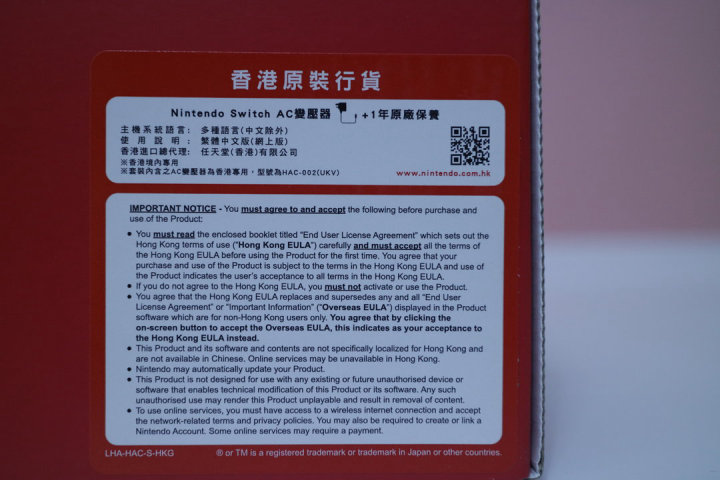 香港原裝行貨
Nintendo Switch AC變壓器 +1年原廠保養
主機系統語言: 多種語言(中文除外)
使用說明: 繁體中文版(網上版)
香港進口總代理: 任天堂(香港)有限公司
※香港境內專用
※套裝內含之AC變壓器為香港專用，型號為HAC-002(UKV)
www.nintendo.com.hk
IMPORTANT NOTICE - You must agree to and accept the following before purchase and
use of the Product:
● You must read the enclosed booklet titled "End User License Agreement" which sets out the
Hong Kong terms of use ("Hong Kong EULA") carefully and must accept all the terms of
the Hong Kong EULA before using the Product for the first time. You agree that your
purchase and use of the Product is subject to the terms in the Hong Kong EULA and use of
the Product indicates the user's acceptance to all terms in the Hong Kong EULA.
● If you do not agree to the Hong Kong EULA, you must not activate or use the Product.
● You agree that the Hong Kong EULA replaces and supersedes any and all "End User
License Agreement" or "Important Information" ("Overseas EULA") displayed in the Product
software which are for non-Hong Kong users only. You agree that by clicking the
on-screen button to accept the Overseas EULA, this indicates as your acceptance to
the Hong Kong EULA instead.
● This Product and its software and contents are not specifically localized for Hong Kong and
are not available in Chinese. Online services may be unavailable in Hong Kong.
● Nintendo may automatically update your Product.
● This Product is not designed for use with any existing or future unauthorised device or
software that enables technical modification of this Product or its software. Any such
unauthorised use may render this Product unplayable and result in removal of content.
● To use online services, you must have access to a wireless internet connection and accept
the network-related terms and privacy policies. You may also be required to create or link a
Nintendo Account. Some online services may require a payment.
LHA-HAC-S-HKG ® or TM is a registered trademark or trademark in Japan or other countries.